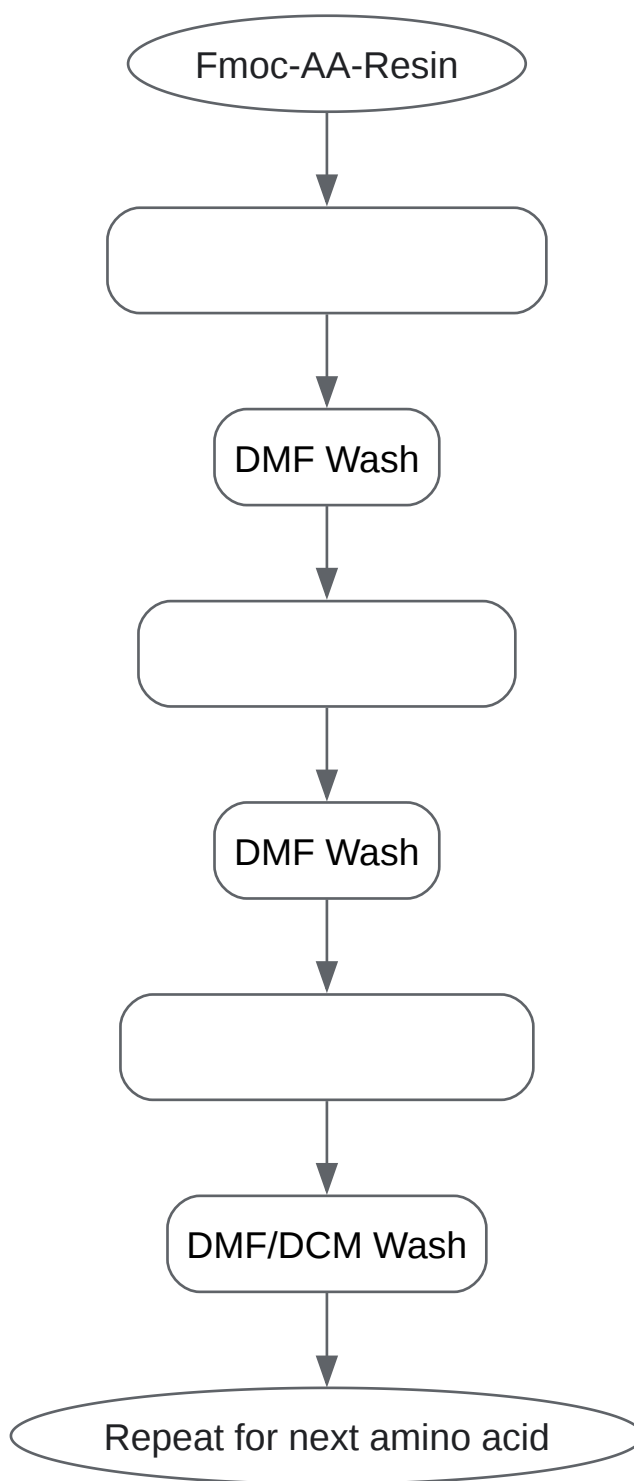 Fmoc-AA-Resin
DMF Wash
DMF Wash
DMF/DCM Wash
Repeat for next amino acid